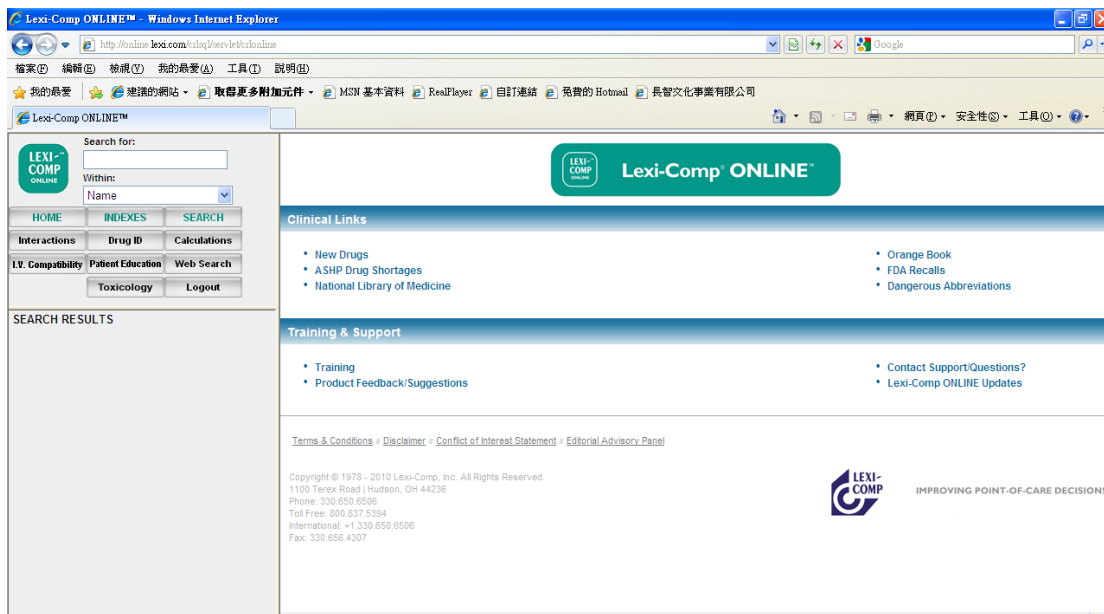 Lexi-Comp ONLINE™ - Windows Internet Explorer
http://online.lexi.com/crlsql/servlet/crlonline
Google
檔案(F) 編輯(E) 檢視(V) 我的最愛(A) 工具(T) 說明(H)
我的最愛 建議的網站 取得更多附加元件 MSN 基本資料 RealPlayer 自訂連結 免費的 Hotmail 長智文化事業有限公司
Lexi-Comp ONLINE™
網頁(P) 安全性(S) 工具(O)
LEXI-COMP ONLINE
Search for:
Within:
Name
HOME INDEXES SEARCH
Interactions Drug ID Calculations
I.V. Compatibility Patient Education Web Search
Toxicology Logout
SEARCH RESULTS
LEXI-COMP ONLINE
Lexi-Comp® ONLINE™
Clinical Links
• New Drugs
• ASHP Drug Shortages
• National Library of Medicine
• Orange Book
• FDA Recalls
• Dangerous Abbreviations
Training & Support
• Training
• Product Feedback/Suggestions
• Contact Support/Questions?
• Lexi-Comp ONLINE Updates
Terms & Conditions // Disclaimer // Conflict of Interest Statement // Editorial Advisory Panel
Copyright © 1978 - 2010 Lexi-Comp, Inc. All Rights Reserved.
1100 Terex Road | Hudson, OH 44236
Phone: 330.650.6506
Toll Free: 800.837.5394
International: +1.330.650.6506
Fax: 330.656.4307
LEXI-COMP
IMPROVING POINT-OF-CARE DECISIONS